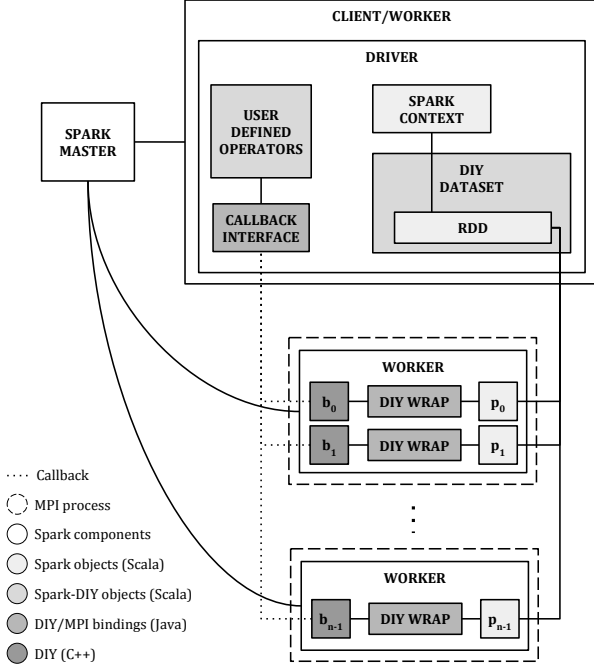 CLIENT/WORKER
DRIVER
USER
DEFINED
OPERATORS
SPARK
CONTEXT
SPARK
MASTER
DIY
DATASET
CALLBACK
INTERFACE
RDD
WORKER
b0
DIY WRAP
p0
b1
DIY WRAP
p1
WORKER
bn-1
DIY WRAP
pn-1
Callback
MPI process
Spark components
Spark objects (Scala)
Spark-DIY objects (Scala)
DIY/MPI bindings (Java)
DIY (C++)